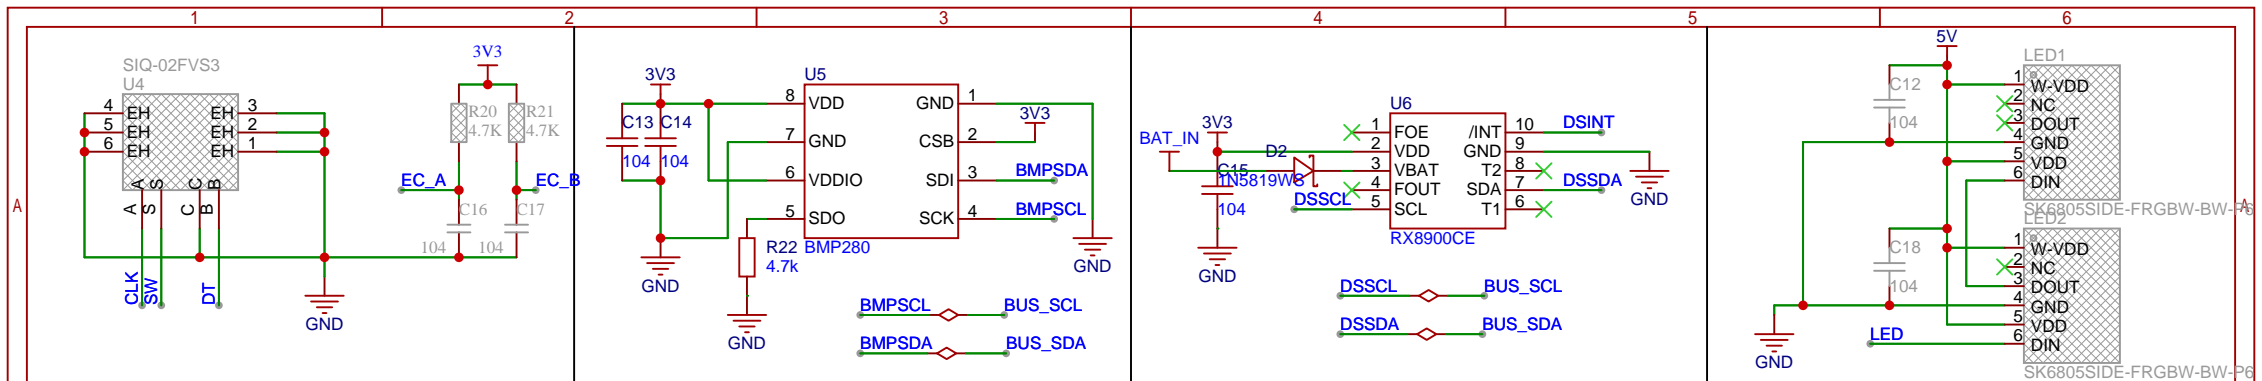 1
2
3
4
5
6
A
SIQ-02FVS3
U4
4
5
6
EH
EH
EH
EH
EH
EH
3
2
1
A
S
C
B
A
S
C
B
CLK
SW
DT
GND
3V3
R20
4.7K
R21
4.7K
EC_A
EC_B
C16
104
C17
104
3V3
C13
104
C14
104
GND
U5
8
VDD
7
GND
6
VDDIO
5
SDO
GND
1
CSB
2
SDI
3
SCK
4
BMP280
R22
4.7k
GND
3V3
BMPSDA
BMPSCL
GND
BMPSCL
BUS_SCL
BMPSDA
BUS_SDA
BAT_IN
3V3
C15
104
GND
D2
1N5819WS
DSSCL
U6
1
FOE
2
VDD
3
VBAT
4
FOUT
5
SCL
/INT
10
GND
9
T2
8
SDA
7
T1
6
RX8900CE
DSINT
DSSDA
GND
DSSCL
BUS_SCL
DSSDA
BUS_SDA
5V
C12
104
LED1
1
W-VDD
2
NC
3
DOUT
4
GND
5
VDD
6
DIN
SK6805SIDE-FRGBW-BW-P6
A
C18
104
LED2
1
W-VDD
2
NC
3
DOUT
4
GND
5
VDD
6
DIN
SK6805SIDE-FRGBW-BW-P6
LED
GND